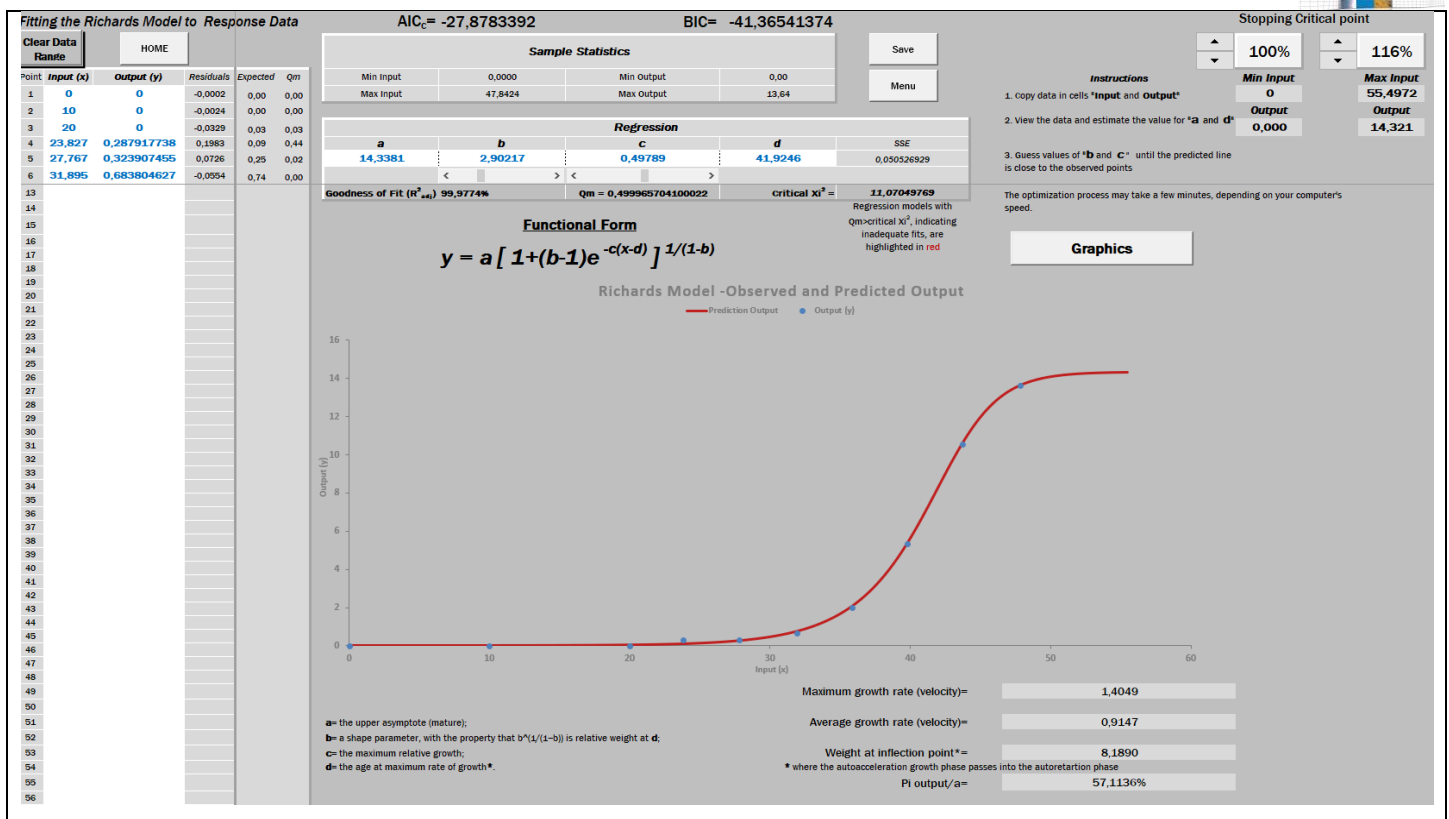 Fitting the Richards Model to Response Data
AICc= -27,8783392
BIC= -41,36541374
Stopping Critical point
Clear Data Range
HOME
Sample Statistics
Save
100%
116%
Point Input (x) Output (y) Residuals Expected Qm
Min Input 0,0000 Min Output 0,00
Max Input 47,8424 Max Output 13,64
Menu
Instructions
Min Input
Max Input
1 0 0 -0,0002 0,00 0,00
2 10 0 -0,0024 0,00 0,00
3 20 0 -0,0329 0,03 0,03
4 23,827 0,287917738 0,1983 0,09 0,44
5 27,767 0,323907455 0,0726 0,25 0,02
6 31,895 0,683804627 -0,0554 0,74 0,00
1. Copy data in cells "Input and Output"
0
55,4972
Output
Output
2. View the data and estimate the value for "a and d"
0,000
14,321
3. Guess values of "b and c " until the predicted line
is close to the observed points
Regression
a b c d SSE
14,3381 2,90217 0,49789 41,9246 0,050526929
< > < >
Goodness of Fit (R²adj) 99,9774% Qm = 0,499965704100022 Critical Xi² = 11,07049769
The optimization process may take a few minutes, depending on your computer's
speed.
Regression models with
Qm>critical Xi², indicating
inadequate fits, are
highlighted in red
Functional Form
y = a [ 1+(b-1)e -c(x-d) ] 1/(1-b)
Graphics
13
14
15
16
17
18
19
20
21
22
23
24
25
26
27
28
29
30
31
32
33
34
35
36
37
38
39
40
41
42
43
44
45
46
47
48
49
50
51
52
53
54
55
56
Richards Model -Observed and Predicted Output
Prediction Output Output (y)
16
14
12
10
8
6
4
2
0
Output (y)
0 10 20 30 40 50 60
Input (x)
Maximum growth rate (velocity)= 1,4049
a= the upper asymptote (mature);
Average growth rate (velocity)= 0,9147
b= a shape parameter, with the property that b^(1/(1−b)) is relative weight at d;
c= the maximum relative growth;
Weight at inflection point*= 8,1890
d= the age at maximum rate of growth*.
* where the autoacceleration growth phase passes into the autoretartion phase
Pi output/a= 57,1136%